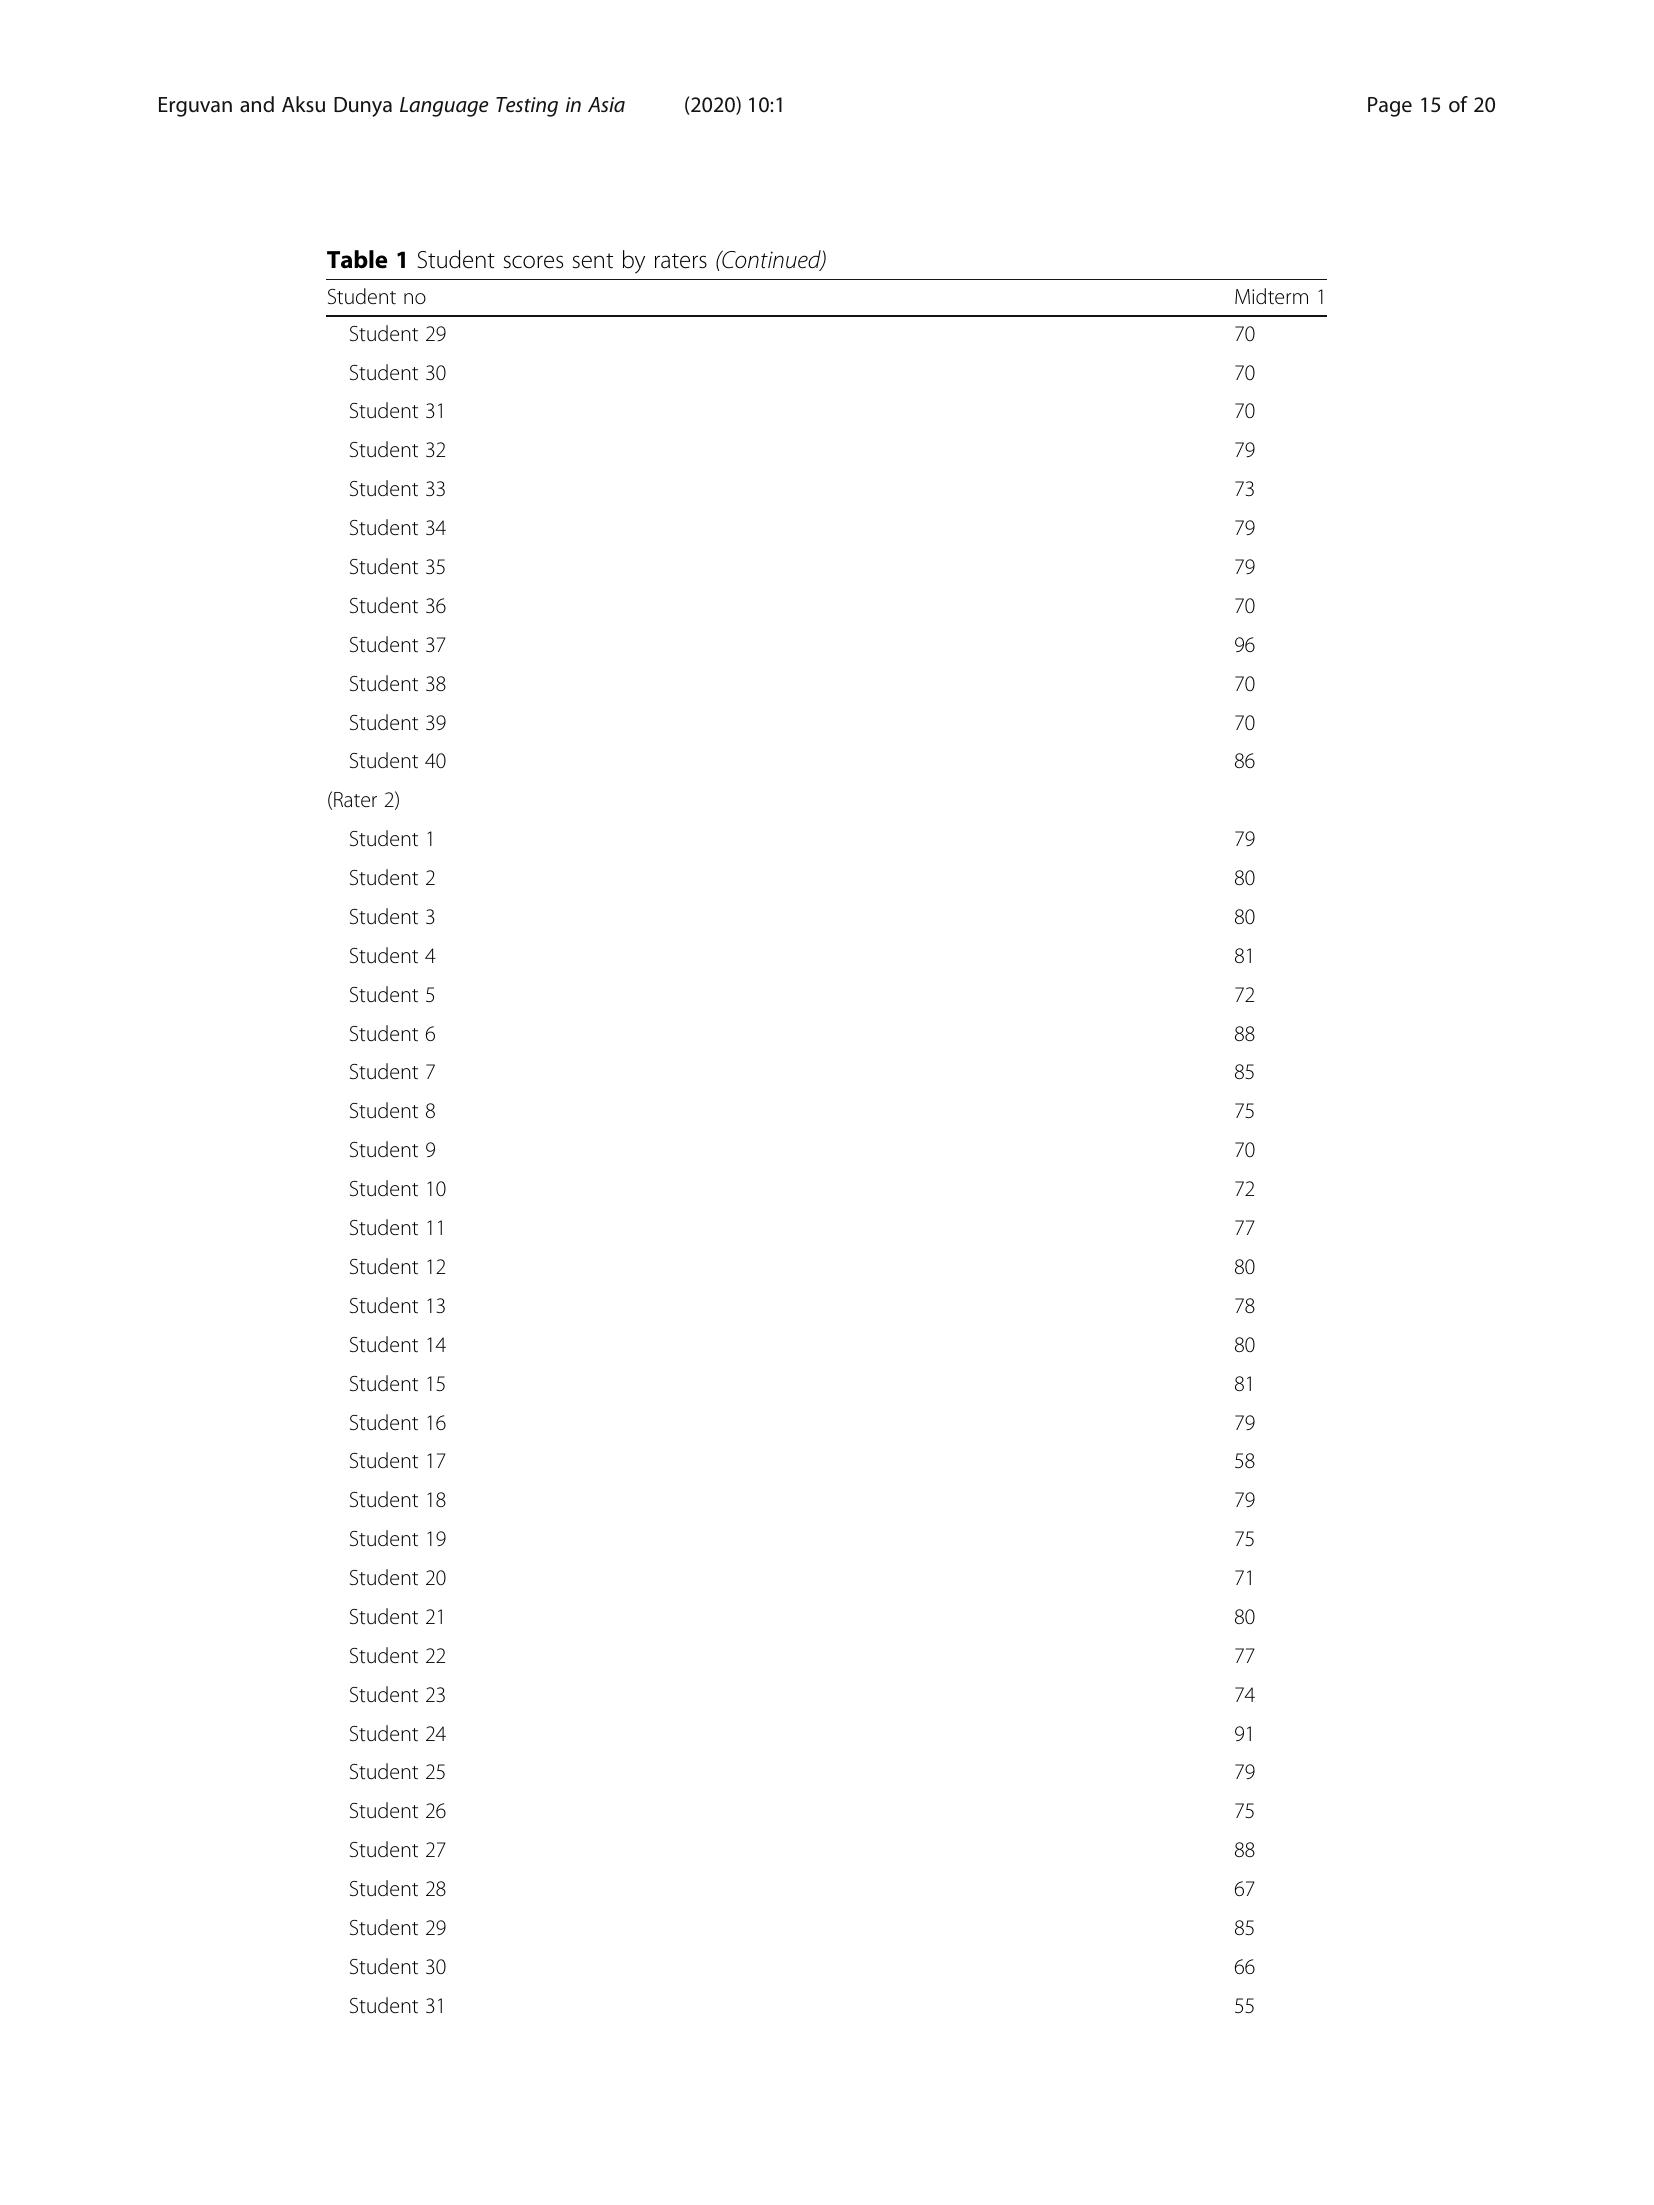 Erguvan and Aksu Dunya Language Testing in Asia (2020) 10:1 Page 15 of 20
Table 1 Student scores sent by raters (Continued)
Student no Midterm 1
Student 29 70
Student 30 70
Student 31 70
Student 32 79
Student 33 73
Student 34 79
Student 35 79
Student 36 70
Student 37 96
Student 38 70
Student 39 70
Student 40 86
(Rater 2)
Student 1 79
Student 2 80
Student 3 80
Student 4 81
Student 5 72
Student 6 88
Student 7 85
Student 8 75
Student 9 70
Student 10 72
Student 11 77
Student 12 80
Student 13 78
Student 14 80
Student 15 81
Student 16 79
Student 17 58
Student 18 79
Student 19 75
Student 20 71
Student 21 80
Student 22 77
Student 23 74
Student 24 91
Student 25 79
Student 26 75
Student 27 88
Student 28 67
Student 29 85
Student 30 66
Student 31 55